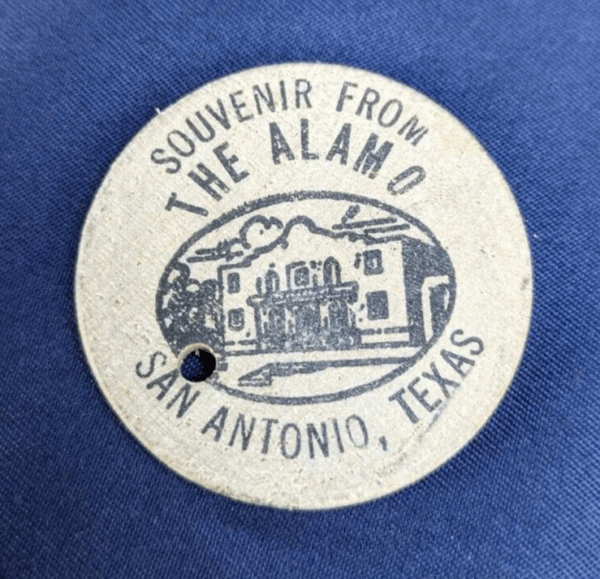 SOUVENIR FROM
THE ALAMO
SAN ANTONIO, TEXAS